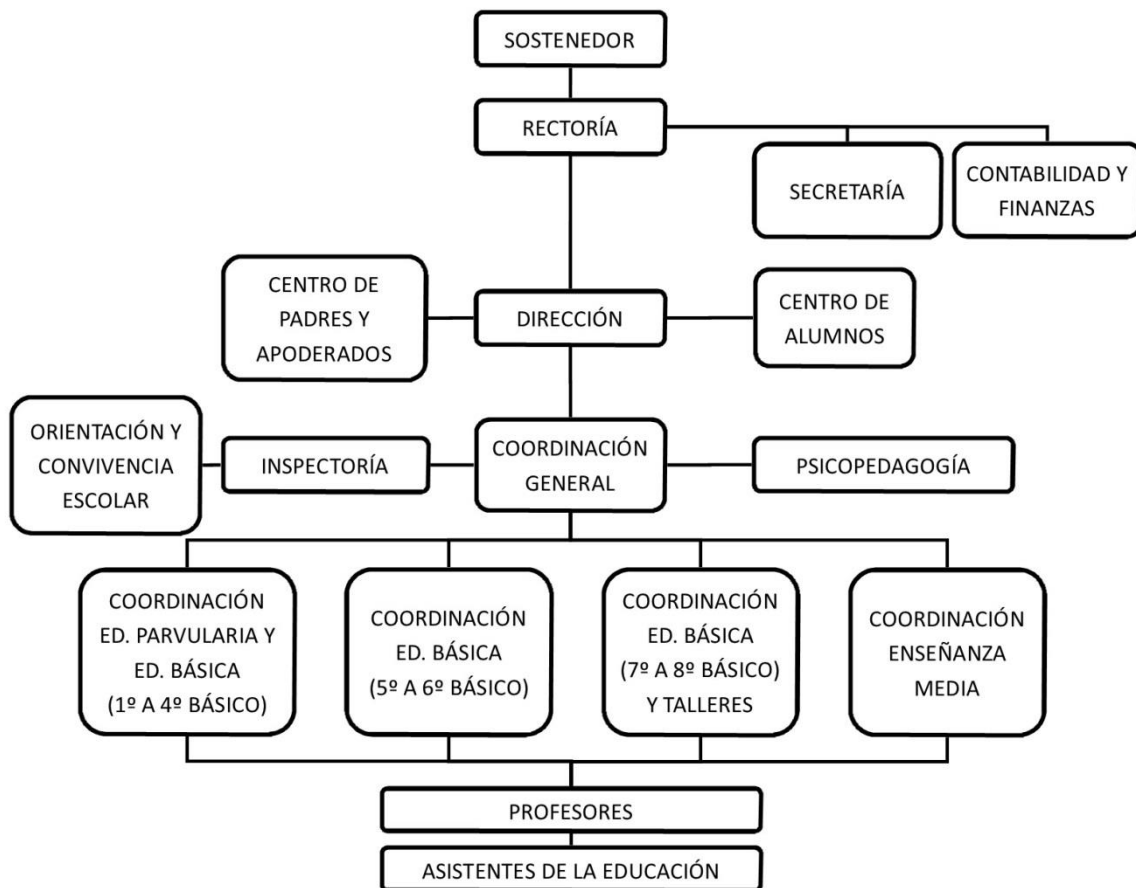 SOSTENEDOR
RECTORÍA
SECRETARÍA
CONTABILIDAD Y
FINANZAS
CENTRO DE
PADRES Y
APODERADOS
DIRECCIÓN
CENTRO DE
ALUMNOS
ORIENTACIÓN Y
CONVIVENCIA
ESCOLAR
INSPECTORÍA
COORDINACIÓN
GENERAL
PSICOPEDAGOGÍA
COORDINACIÓN
ED. PARVULARIA Y
ED. BÁSICA
(1º A 4º BÁSICO)
COORDINACIÓN
ED. BÁSICA
(5º A 6º BÁSICO)
COORDINACIÓN
ED. BÁSICA
(7º A 8º BÁSICO)
Y TALLERES
COORDINACIÓN
ENSEÑANZA
MEDIA
PROFESORES
ASISTENTES DE LA EDUCACIÓN